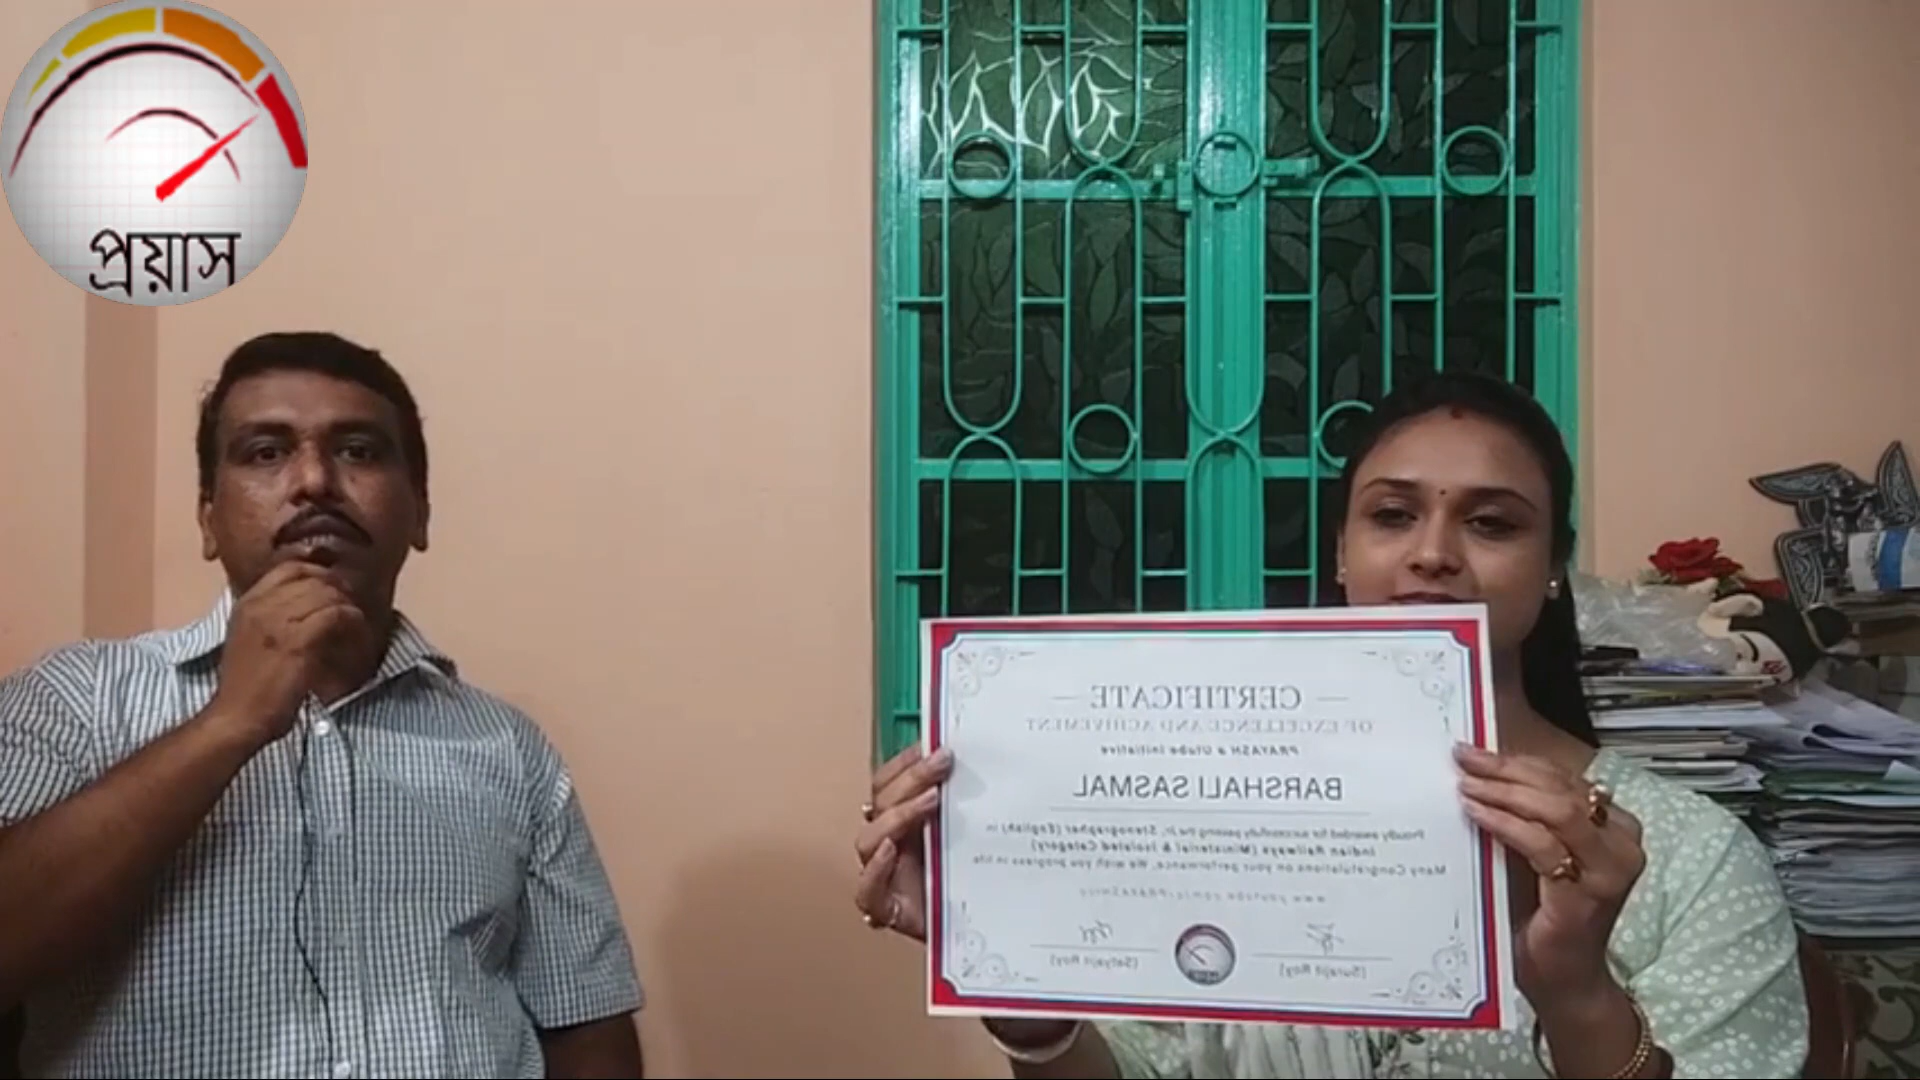 প্রয়াস
CERTIFICATE
OF EXCELLENCE AND ACHIVEMENT
PRAYASH a Utube Initiative
BARSHALI SASMAL
Proudly awarded for successfully passing the Jr. Stenographer (English) in
Indian Railways (Ministerial & Isolated Category)
Many Congratulations on your performance. We wish you progress in life
(Surajit Roy)
(Satyajit Roy)